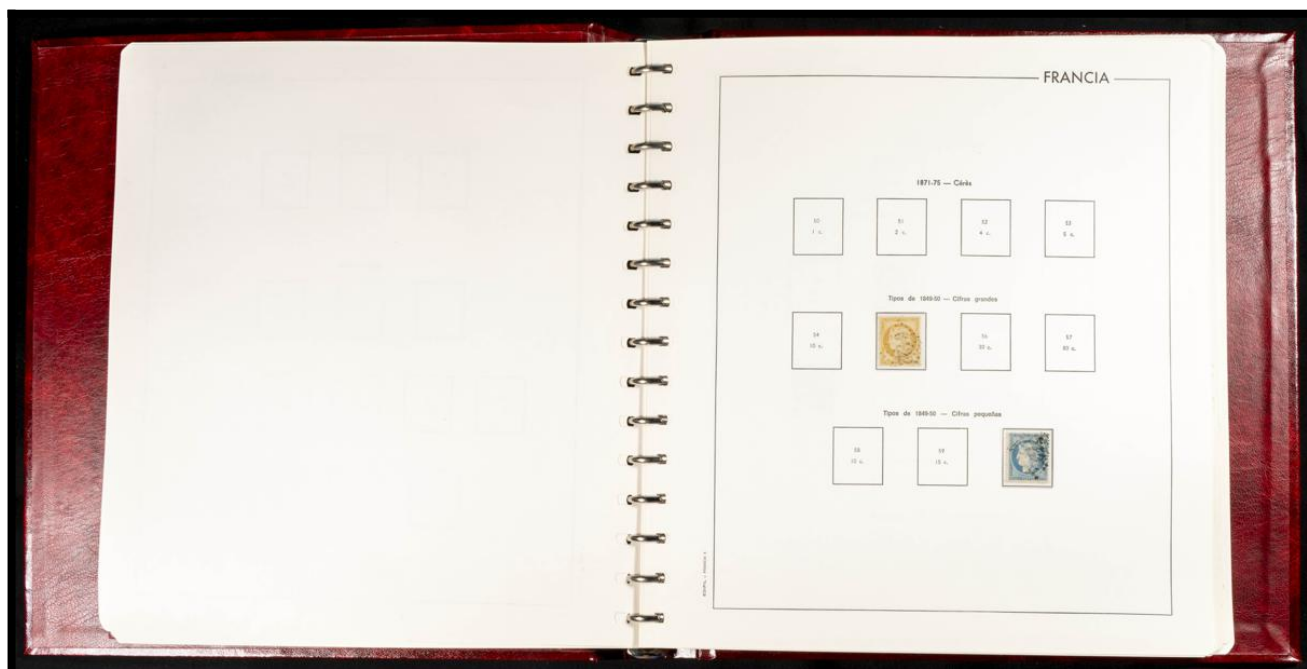 FRANCIA
1871-75 — Cérès
50
1 c.
51
2 c.
52
4 c.
53
5 c.
Tipos de 1849-50 — Cifras grandes
54
10 c.
56
30 c.
57
80 c.
Tipos de 1849-50 — Cifras pequeñas
58
10 c.
59
15 c.